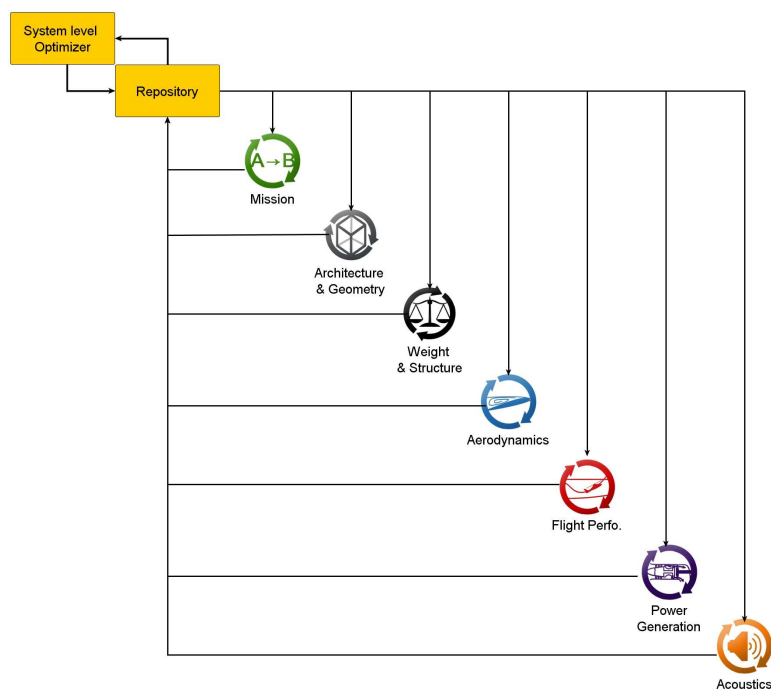 System level
Optimizer
Repository
A→B
Mission
Architecture
& Geometry
Weight
& Structure
Aerodynamics
Flight Perfo.
Power
Generation
Acoustics